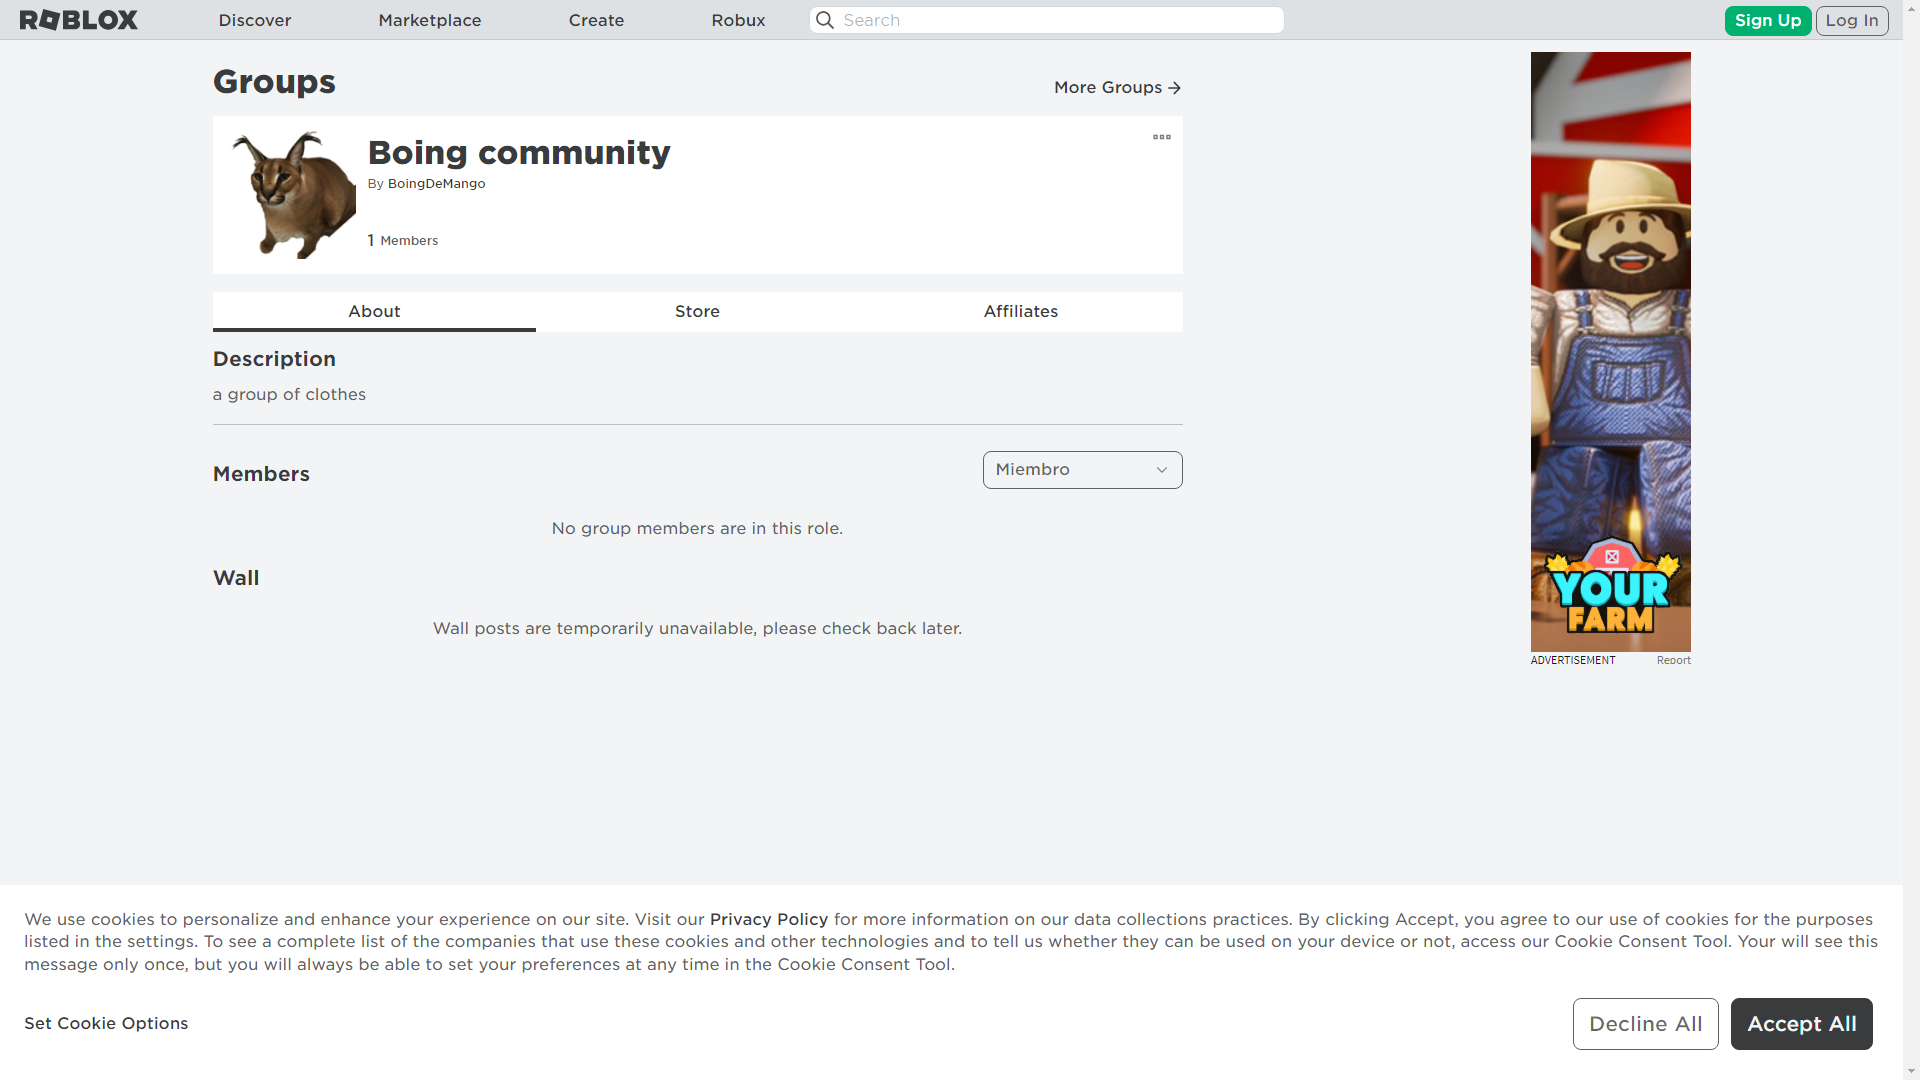 ROBLOX
Discover
Marketplace
Create
Robux
Search
Sign Up
Log In
Groups
More Groups
Boing community
By BoingDeMango
1 Members
About
Store
Affiliates
Description
a group of clothes
Members
Miembro
No group members are in this role.
Wall
Wall posts are temporarily unavailable, please check back later.
YOUR
FARM
ADVERTISEMENT
Report
We use cookies to personalize and enhance your experience on our site. Visit our Privacy Policy for more information on our data collections practices. By clicking Accept, you agree to our use of cookies for the purposes
listed in the settings. To see a complete list of the companies that use these cookies and other technologies and to tell us whether they can be used on your device or not, access our Cookie Consent Tool. Your will see this
message only once, but you will always be able to set your preferences at any time in the Cookie Consent Tool.
Set Cookie Options
Decline All
Accept All